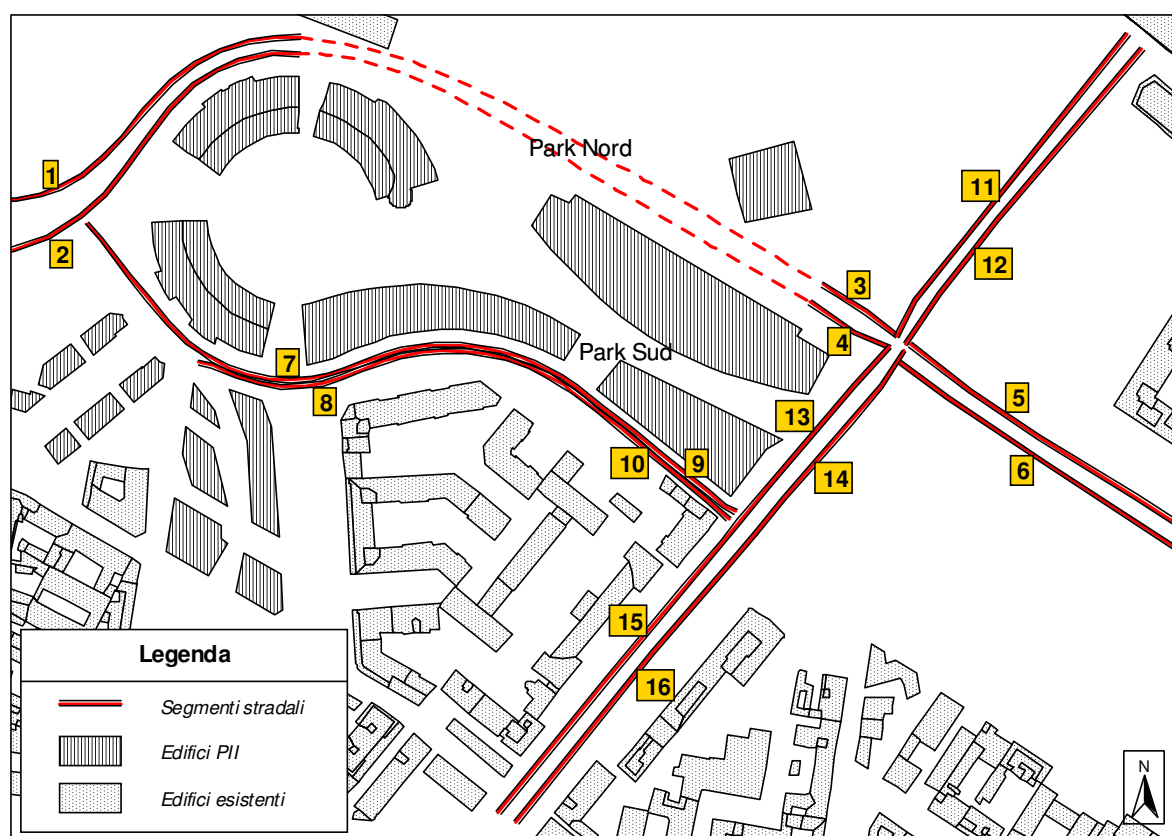 Park Nord
1
11
2
12
3
4
Park Sud
7
5
8
13
6
10
9
14
15
16
Legenda
Segmenti stradali
Edifici PII
Edifici esistenti
N